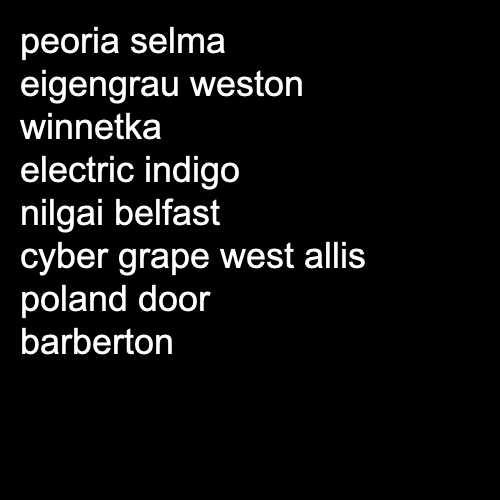 peoria selma
eigengrau weston
winnetka
electric indigo
nilgai belfast
cyber grape west allis
poland door
barberton